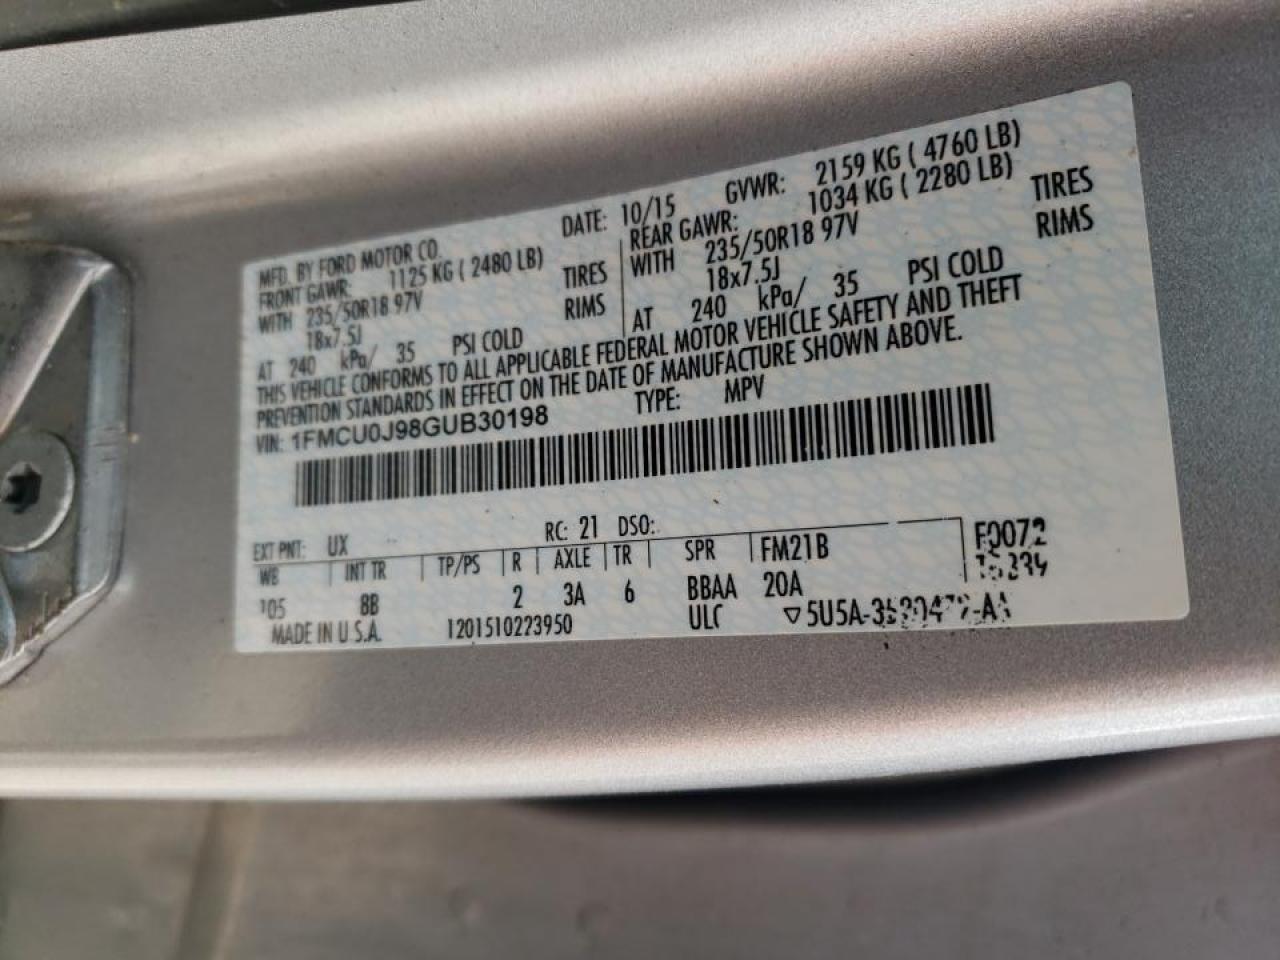 MFD. BY FORD MOTOR CO. DATE: 10/15 GVWR: 2159 KG ( 4760 LB)
FRONT GAWR: 1125 KG ( 2480 LB) REAR GAWR: 1034 KG ( 2280 LB)
WITH 235/50R18 97V TIRES WITH 235/50R18 97V TIRES
18x7.5J RIMS 18x7.5J RIMS
AT 240 kPa/ 35 PSI COLD AT 240 kPa/ 35 PSI COLD
THIS VEHICLE CONFORMS TO ALL APPLICABLE FEDERAL MOTOR VEHICLE SAFETY AND THEFT
PREVENTION STANDARDS IN EFFECT ON THE DATE OF MANUFACTURE SHOWN ABOVE.
VIN: 1FMCU0J98GUB30198 TYPE: MPV
EXT PNT: UX RC: 21 DSO:
WB INT TR TP/PS R AXLE TR SPR FM21B F0072
105 8B 2 3A 6 BBAA 20A
MADE IN U.S.A. 1201510223950 ULC